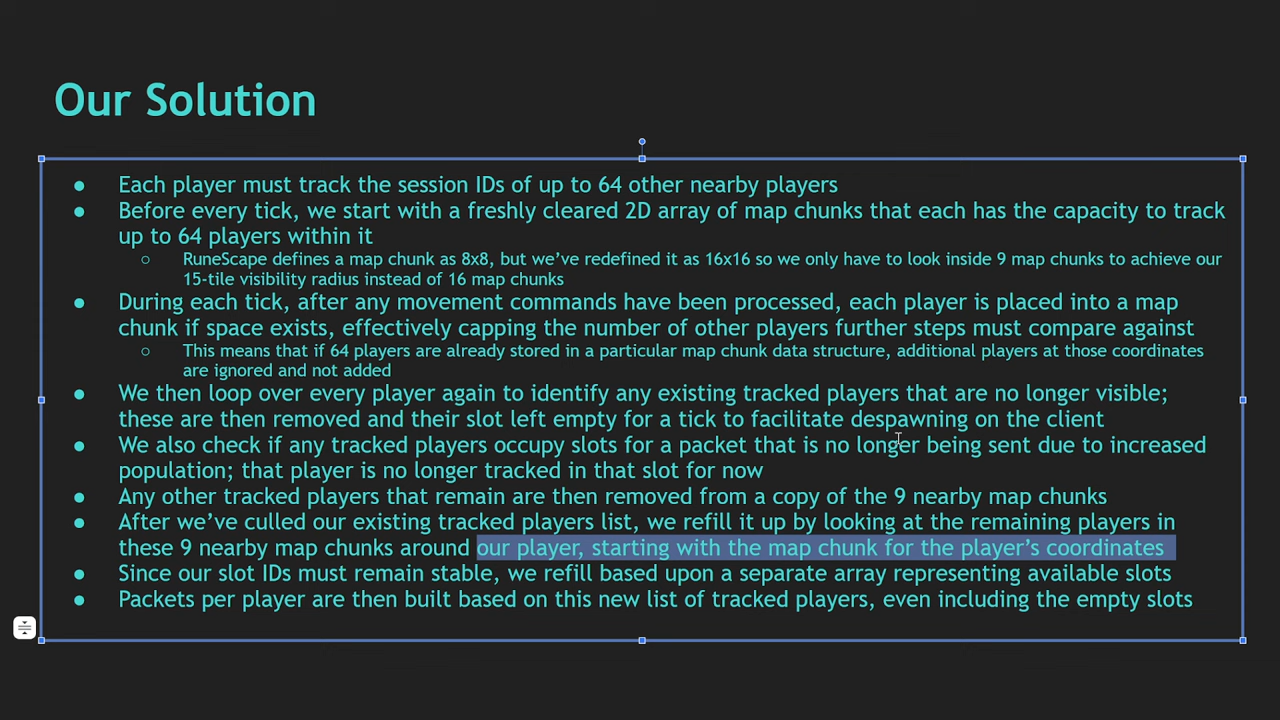 Our Solution
● Each player must track the session IDs of up to 64 other nearby players
● Before every tick, we start with a freshly cleared 2D array of map chunks that each has the capacity to track
up to 64 players within it
○ RuneScape defines a map chunk as 8x8, but we’ve redefined it as 16x16 so we only have to look inside 9 map chunks to achieve our
15-tile visibility radius instead of 16 map chunks
● During each tick, after any movement commands have been processed, each player is placed into a map
chunk if space exists, effectively capping the number of other players further steps must compare against
○ This means that if 64 players are already stored in a particular map chunk data structure, additional players at those coordinates
are ignored and not added
● We then loop over every player again to identify any existing tracked players that are no longer visible;
these are then removed and their slot left empty for a tick to facilitate despawning on the client
● We also check if any tracked players occupy slots for a packet that is no longer being sent due to increased
population; that player is no longer tracked in that slot for now
● Any other tracked players that remain are then removed from a copy of the 9 nearby map chunks
● After we’ve culled our existing tracked players list, we refill it up by looking at the remaining players in
these 9 nearby map chunks around our player, starting with the map chunk for the player’s coordinates
● Since our slot IDs must remain stable, we refill based upon a separate array representing available slots
● Packets per player are then built based on this new list of tracked players, even including the empty slots